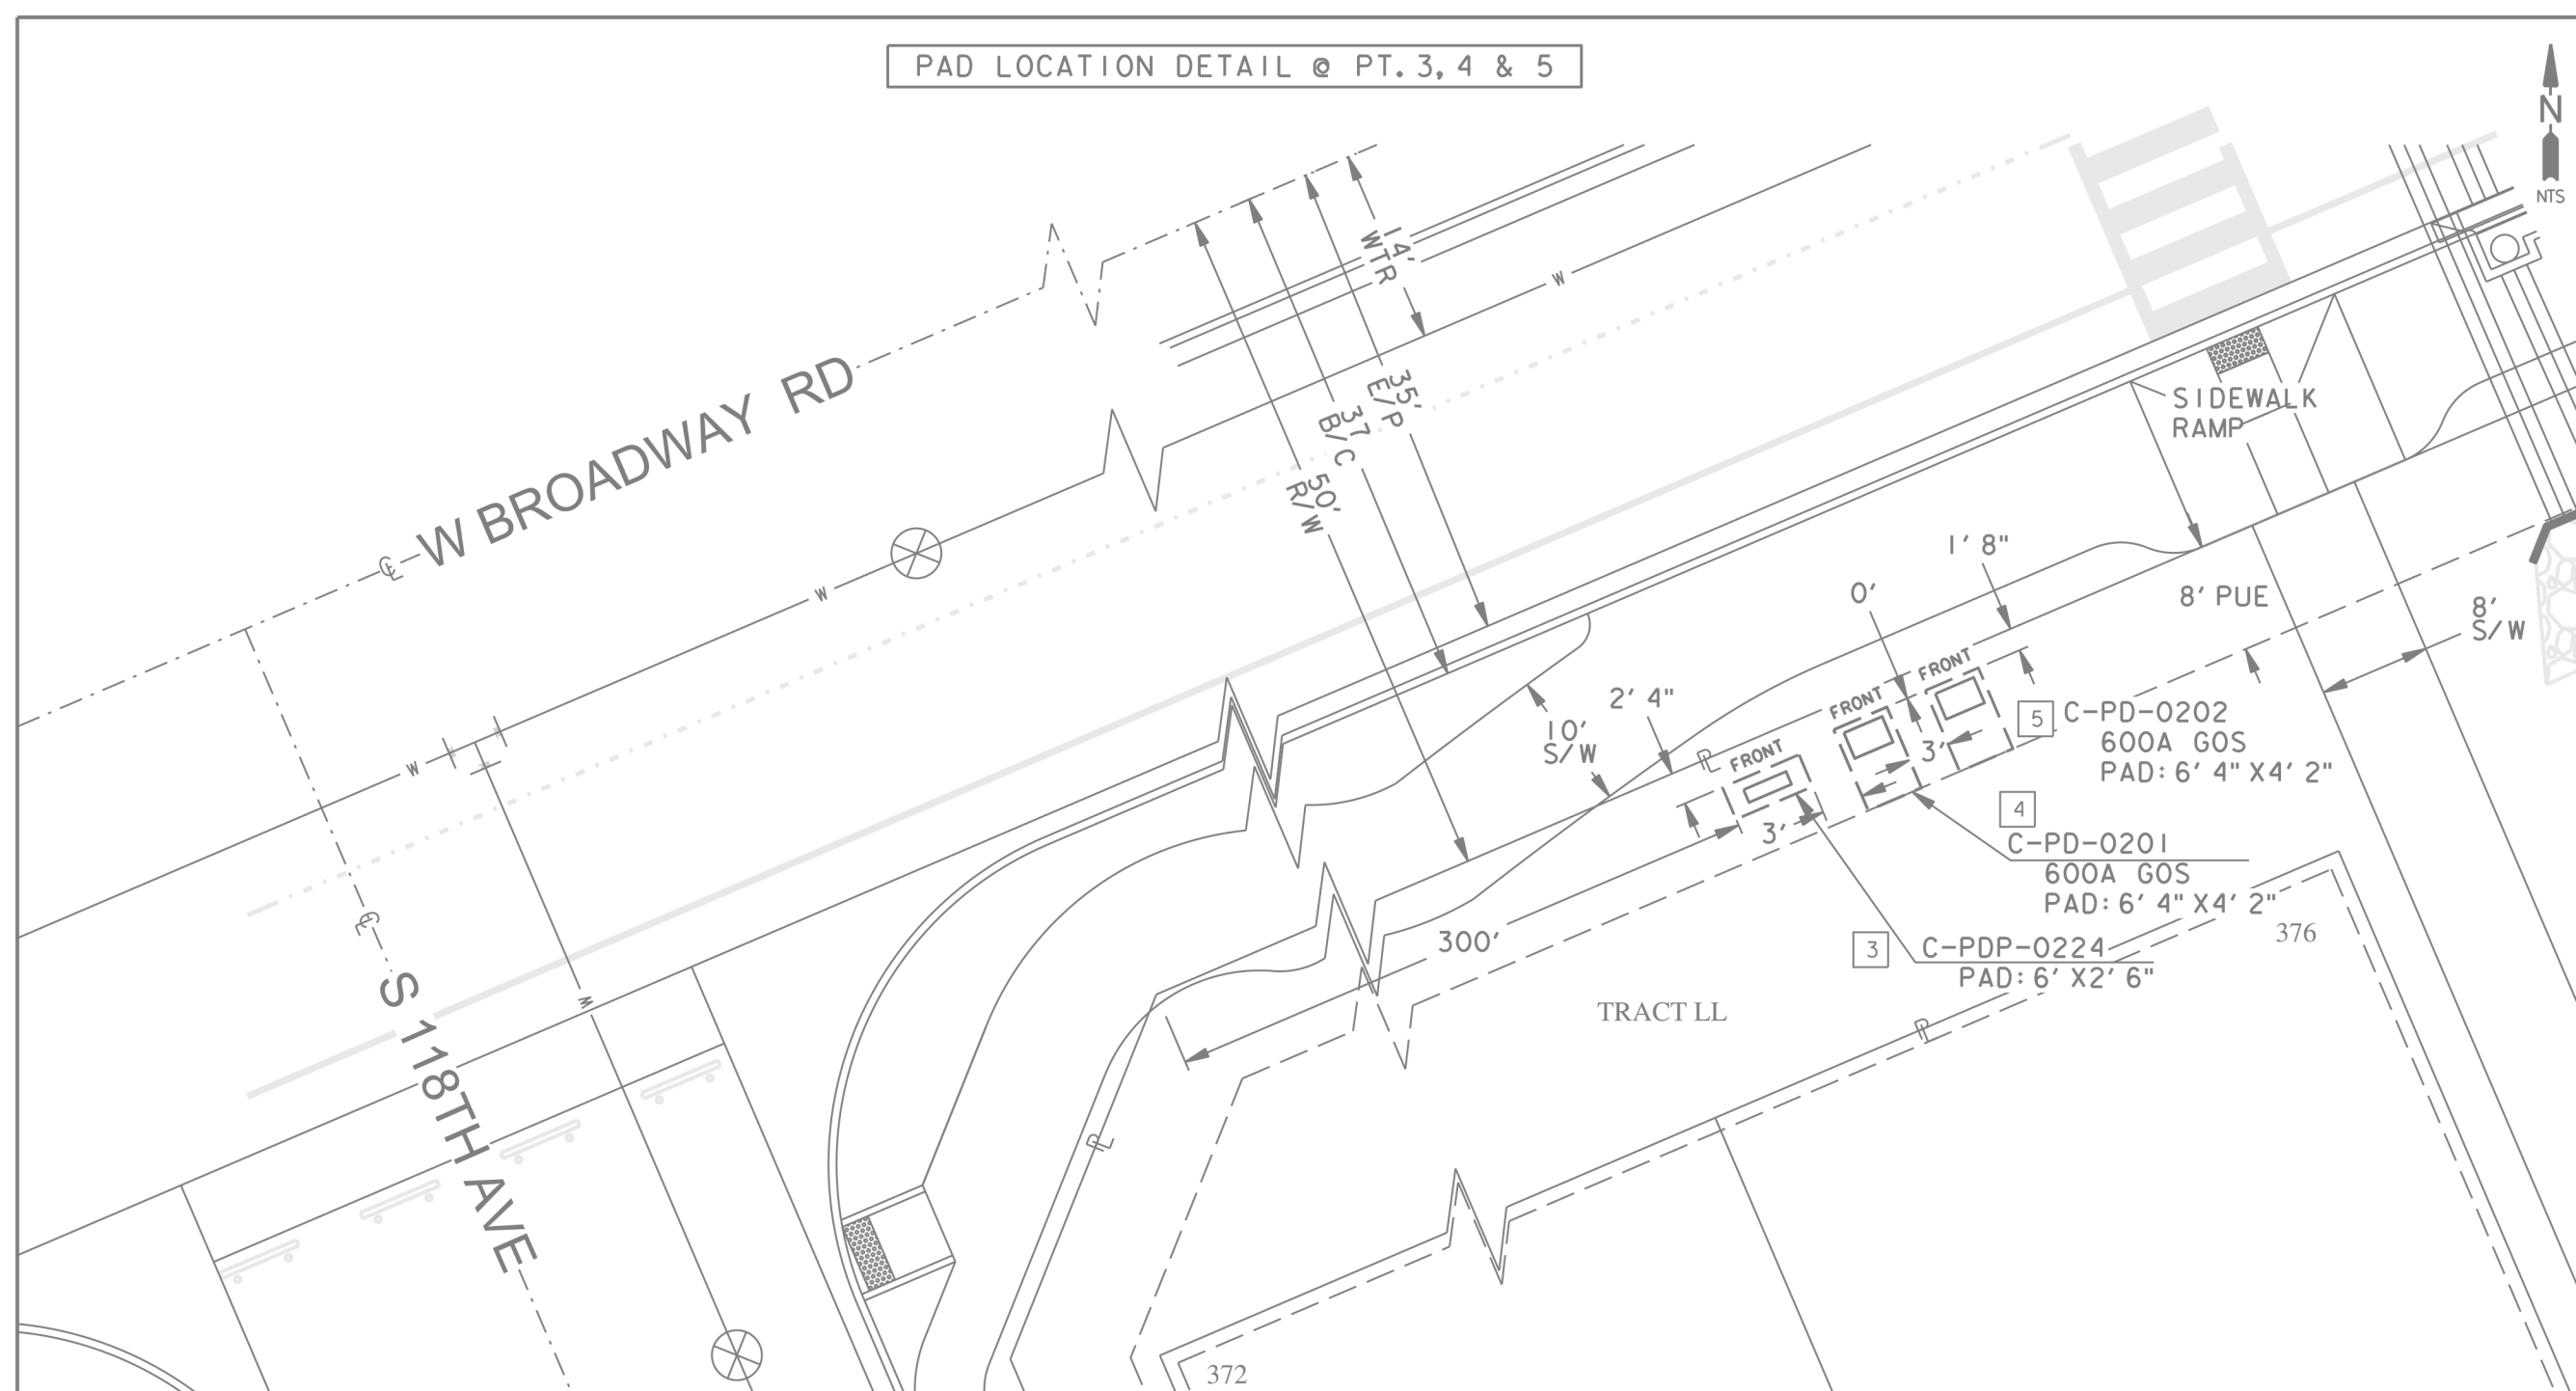 PAD LOCATION DETAIL @ PT. 3, 4 & 5
N
NTS
14'
WTR
35'
E/P
37
B/C
50'
R/W
W
W
W
W
℄ W BROADWAY RD
℄ S 118TH AVE
SIDEWALK
RAMP
1' 8"
0'
8' PUE
8'
S/W
2' 4"
10'
S/W
FRONT
FRONT
FRONT
3'
3'
300'
5 C-PD-0202
600A GOS
PAD: 6' 4" X4' 2"
4
C-PD-0201
600A GOS
PAD: 6' 4" X4' 2"
3 C-PDP-0224
PAD: 6' X2' 6"
TRACT LL
376
372